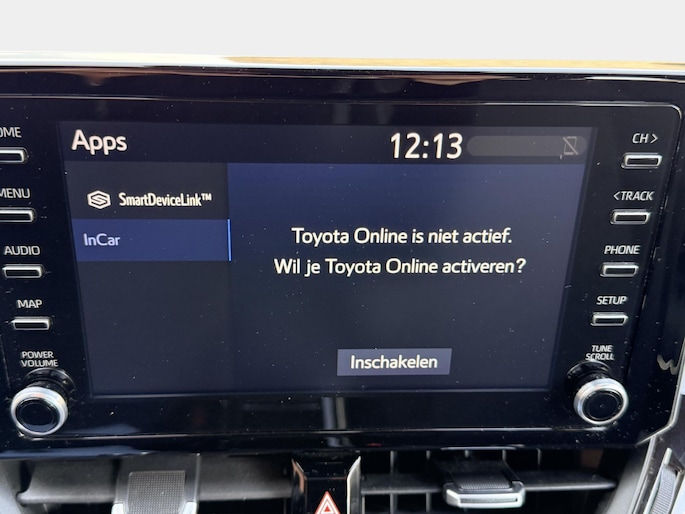 Apps
12:13
SmartDeviceLink™
InCar
Toyota Online is niet actief.
Wil je Toyota Online activeren?
Inschakelen
OME
MENU
AUDIO
MAP
POWER
VOLUME
CH >
< TRACK
PHONE
SETUP
TUNE
SCROLL